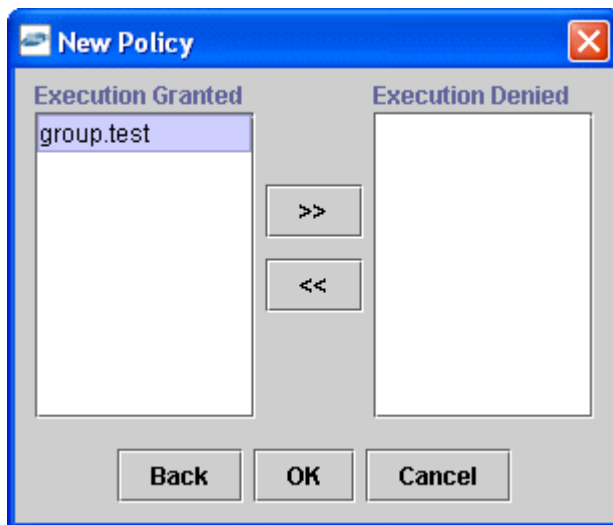 New Policy
Execution Granted
Execution Denied
group.test
>>
<<
Back
OK
Cancel